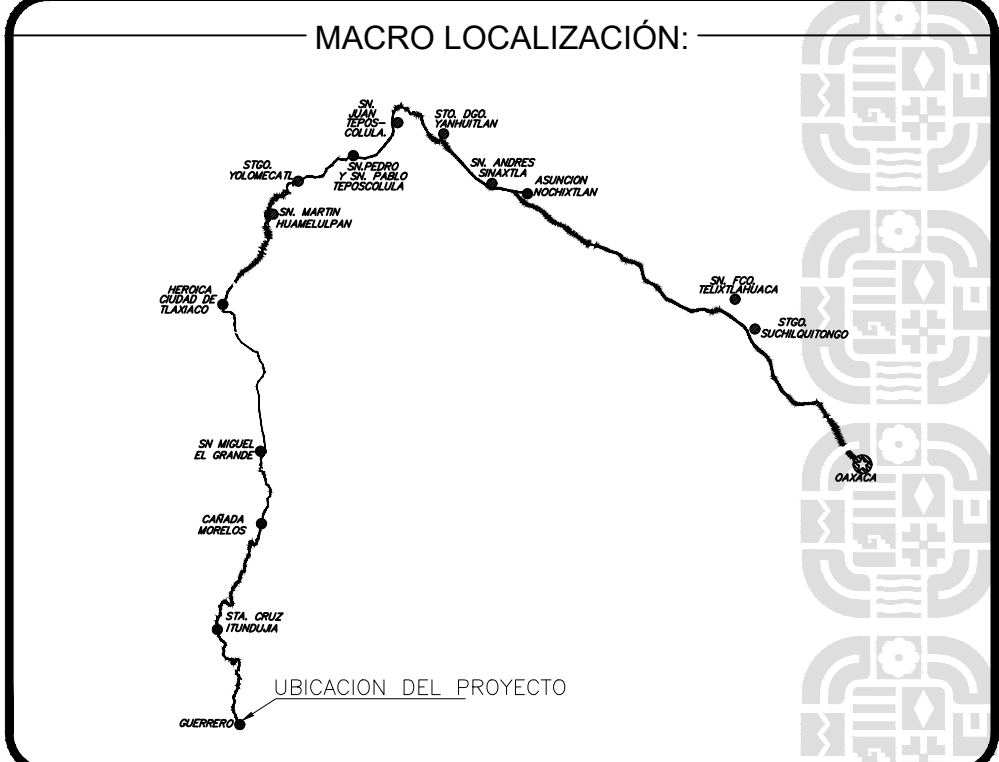 MACRO LOCALIZACIÓN:
SN.
JUAN
TEPOS-
COLULA.
STO. DGO.
YANHUITLAN
SN. ANDRES
SINAXTLA
ASUNCION
NOCHIXTLAN
SN.PEDRO
Y SN. PABLO
TEPOSCOLULA
STGO.
YOLOMECATL
SN. MARTIN
HUAMELULPAN
HEROICA
CIUDAD DE
TLAXIACO
SN. FCO.
TELIXTLAHUACA
STGO.
SUCHILQUITONGO
OAXACA
SN MIGUEL
EL GRANDE
CAÑADA
MORELOS
STA. CRUZ
ITUNDUJIA
UBICACION DEL PROYECTO
GUERRERO